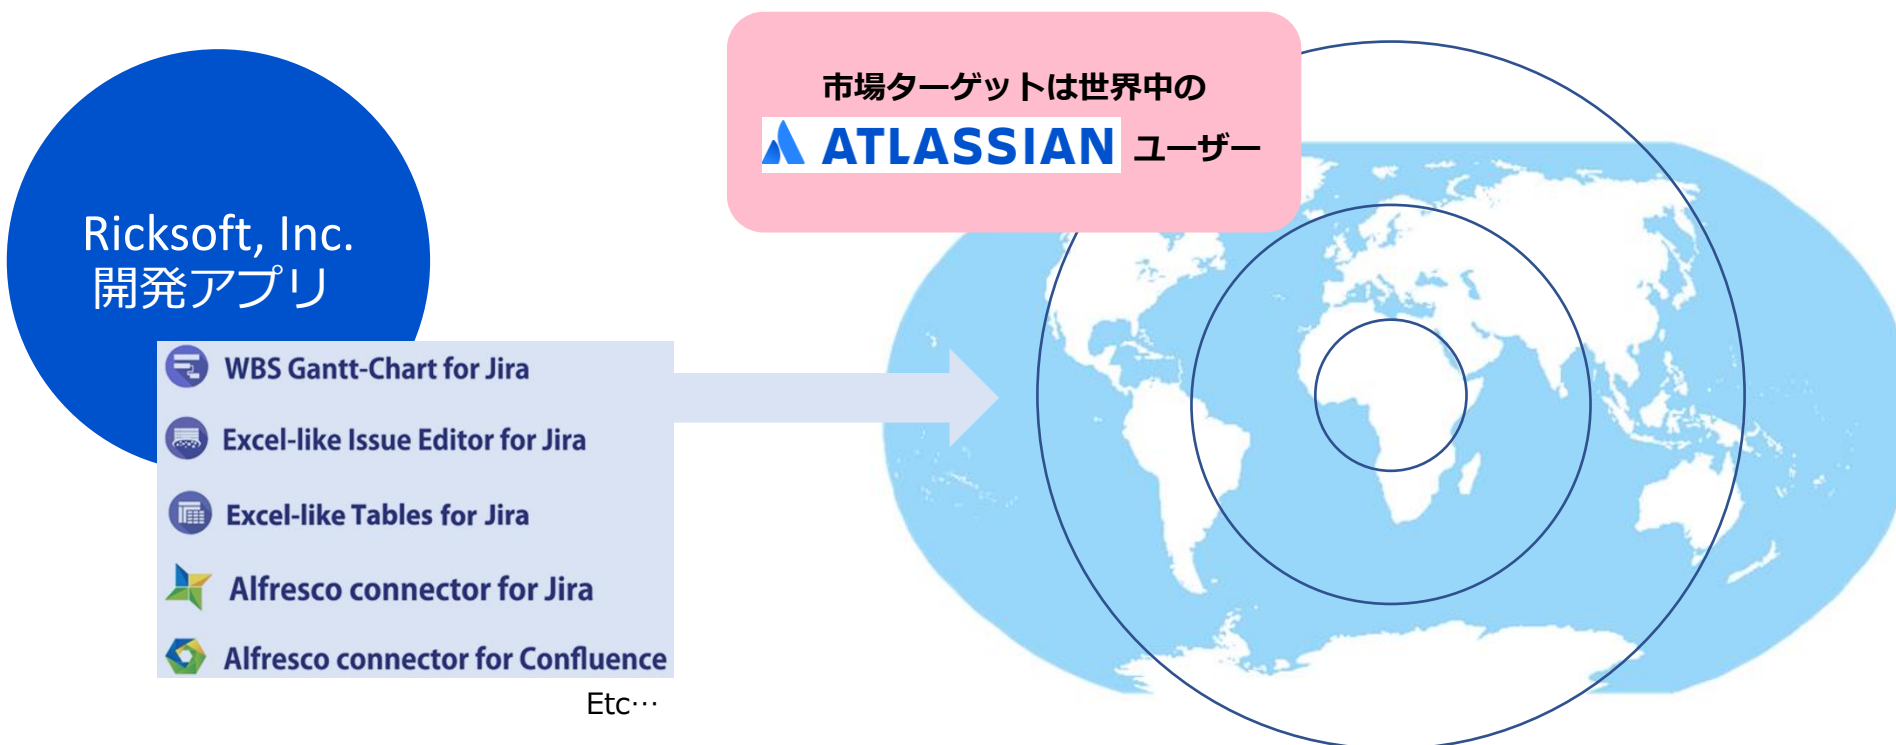 市場ターゲットは世界中の
ATLASSIAN ユーザー
Ricksoft, Inc.
開発アプリ
WBS Gantt-Chart for Jira
Excel-like Issue Editor for Jira
Excel-like Tables for Jira
Alfresco connector for Jira
Alfresco connector for Confluence
Etc…